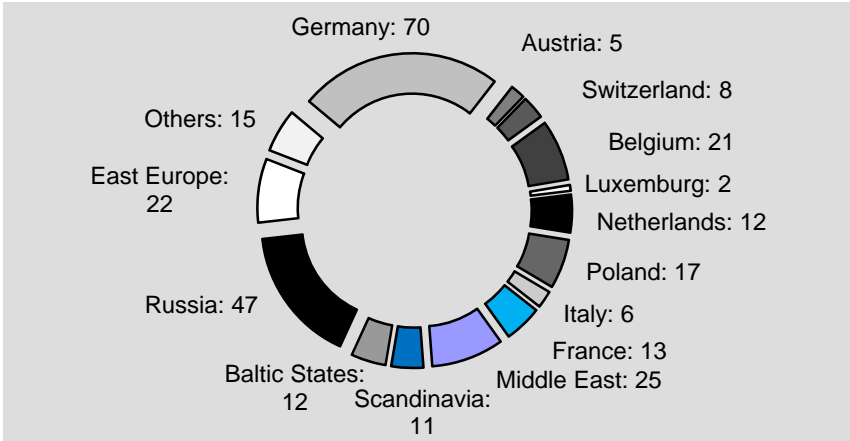 Germany: 70
Austria: 5
Switzerland: 8
Belgium: 21
Luxemburg: 2
Netherlands: 12
Poland: 17
Italy: 6
France: 13
Middle East: 25
Scandinavia:
11
Baltic States:
12
Russia: 47
East Europe:
22
Others: 15